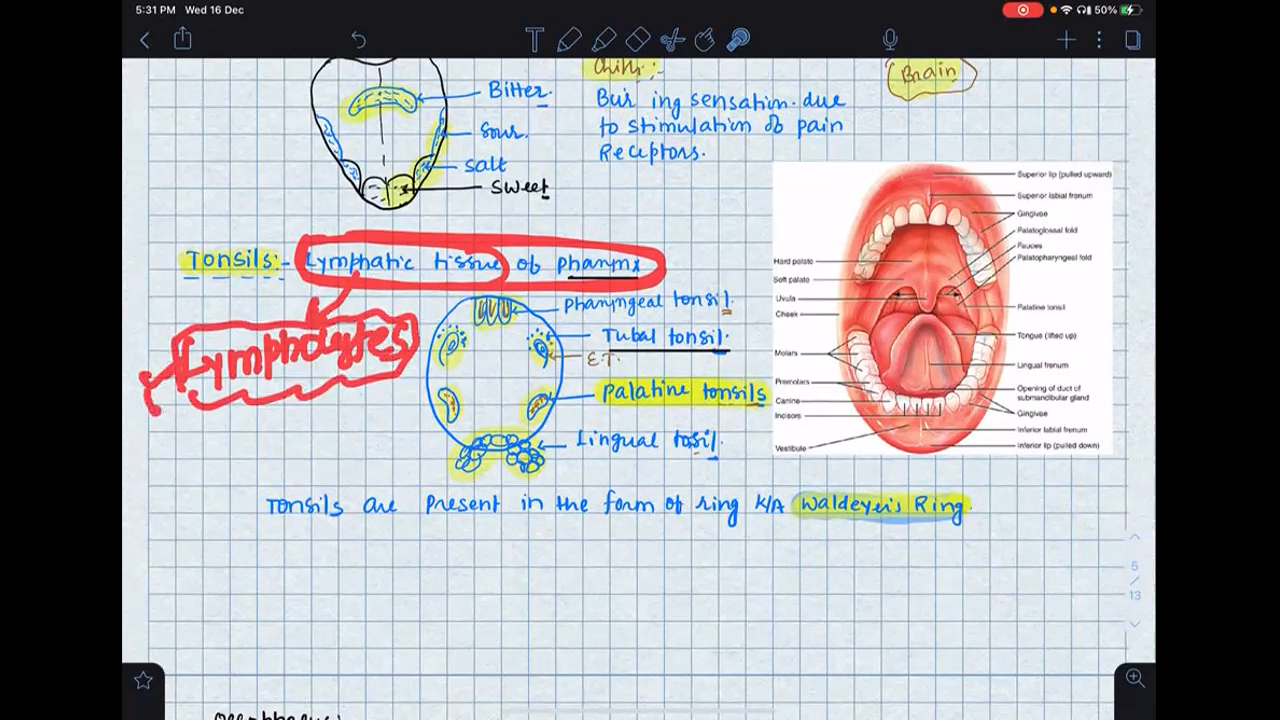 5:31 PM Wed 16 Dec
50%
T
Chilli :-
Brain
Bitter.
Sour.
Salt
Sweet
Burning sensation. due
to stimulation of pain
Receptors.
Tonsils:- Lymphatic tissue of pharynx
Lymphocytes
Pharyngeal tonsil.
Tubal tonsil.
E.T.
Palatine tonsils
Lingual tosil.
Superior lip (pulled upward)
Superior labial frenum
Gingivae
Palatoglossal fold
Fauces
Palatopharyngeal fold
Hard palate
Soft palate
Uvula
Cheek
Palatine tonsil
Tongue (lifted up)
Molars
Lingual frenum
Premolars
Opening of duct of
submandibular gland
Canine
Gingivae
Incisors
Inferior labial frenum
Vestibule
Inferior lip (pulled down)
Tonsils are present in the form of ring K/A Waldeyer's Ring.
5
/
13